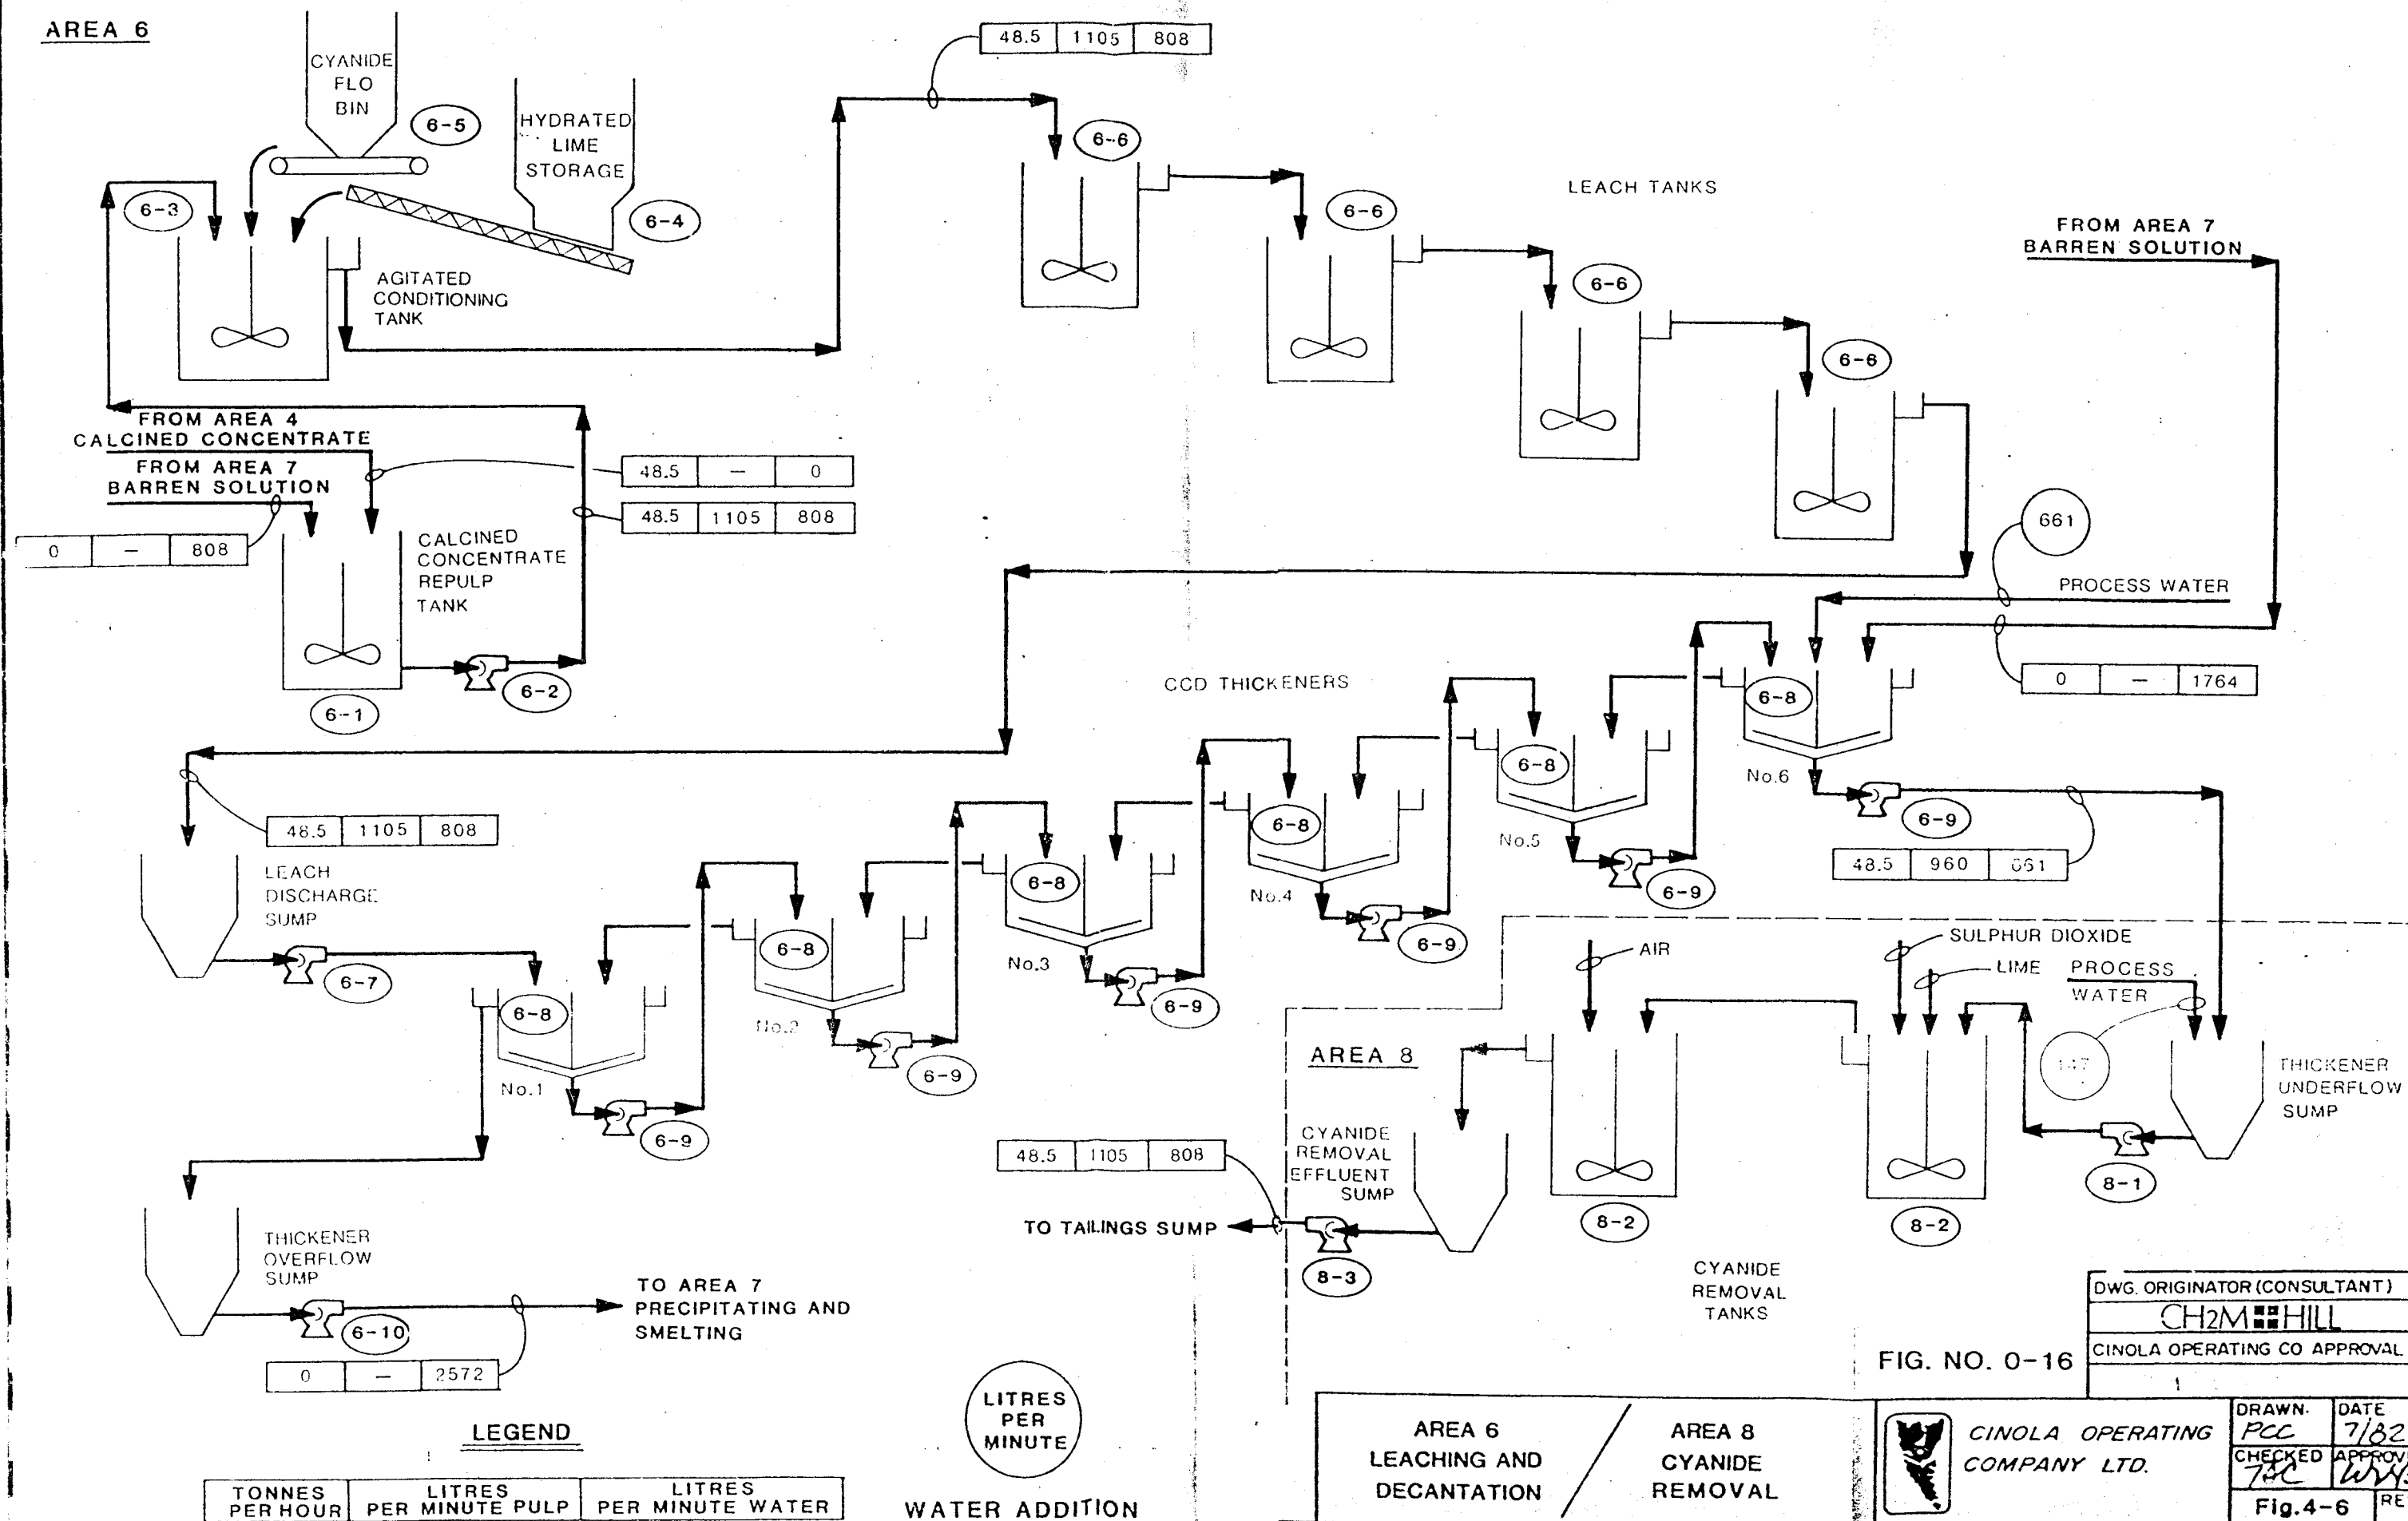 AREA 6
CYANIDE
FLO
BIN
6-5
HYDRATED
LIME
STORAGE
6-4
6-3
AGITATED
CONDITIONING
TANK
48.5 1105 808
6-6
6-6
6-6
6-6
LEACH TANKS
FROM AREA 7
BARREN SOLUTION
FROM AREA 4
CALCINED CONCENTRATE
FROM AREA 7
BARREN SOLUTION
48.5 — 0
48.5 1105 808
0 — 808
CALCINED
CONCENTRATE
REPULP
TANK
6-1
6-2
661
PROCESS WATER
0 — 1764
CCD THICKENERS
6-8
No.6
6-9
48.5 960 661
6-8
No.5
6-9
6-8
No.4
6-9
6-8
No.3
6-9
6-8
No.2
6-9
6-8
No.1
6-9
48.5 1105 808
LEACH
DISCHARGE
SUMP
6-7
THICKENER
OVERFLOW
SUMP
6-10
0 — 2572
TO AREA 7
PRECIPITATING AND
SMELTING
AREA 8
AIR
SULPHUR DIOXIDE
LIME
PROCESS
WATER
147
THICKENER
UNDERFLOW
SUMP
8-1
8-2
8-2
CYANIDE
REMOVAL
TANKS
CYANIDE
REMOVAL
EFFLUENT
SUMP
48.5 1105 808
TO TAILINGS SUMP
8-3
LEGEND
TONNES
PER HOUR
LITRES
PER MINUTE PULP
LITRES
PER MINUTE WATER
LITRES
PER
MINUTE
WATER ADDITION
FIG. NO. 0-16
DWG. ORIGINATOR (CONSULTANT)
CH2M HILL
CINOLA OPERATING CO APPROVAL
AREA 6
LEACHING AND
DECANTATION
AREA 8
CYANIDE
REMOVAL
CINOLA OPERATING
COMPANY LTD.
DRAWN.
PCC
DATE
7/82
CHECKED
APPROV
Fig.4-6
RE